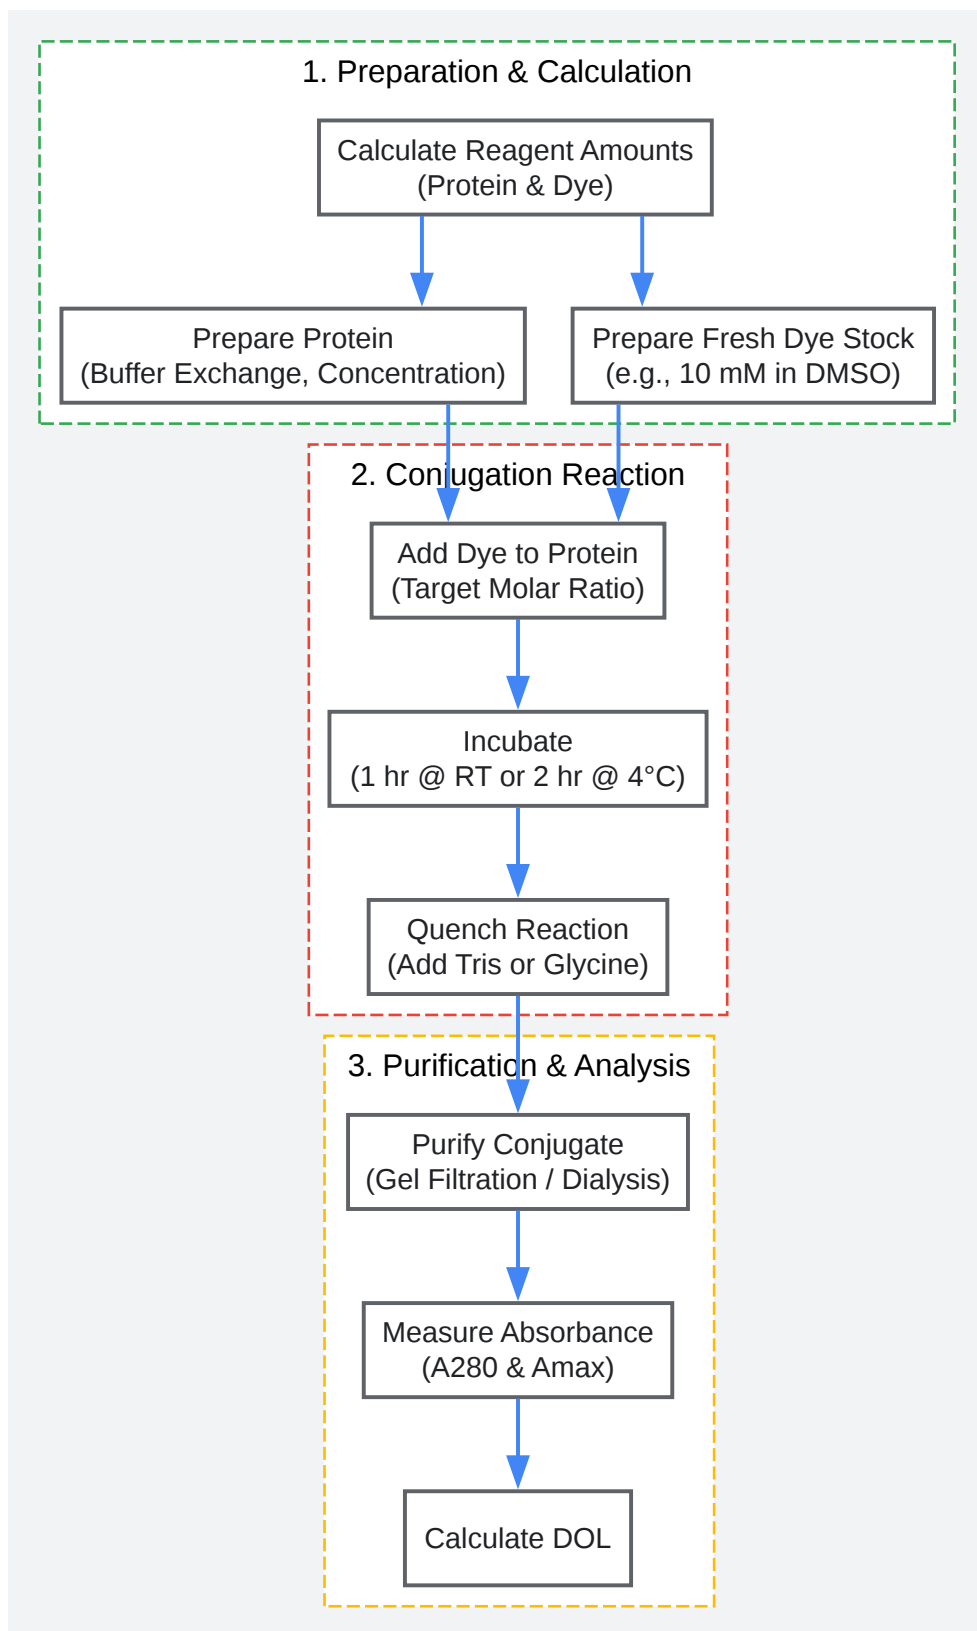 1. Preparation & Calculation
Calculate Reagent Amounts
(Protein & Dye)
Prepare Protein
(Buffer Exchange, Concentration)
Prepare Fresh Dye Stock
(e.g., 10 mM in DMSO)
2. Conjugation Reaction
Add Dye to Protein
(Target Molar Ratio)
Incubate
(1 hr @ RT or 2 hr @ 4°C)
Quench Reaction
(Add Tris or Glycine)
3. Purification & Analysis
Purify Conjugate
(Gel Filtration / Dialysis)
Measure Absorbance
(A280 & Amax)
Calculate DOL